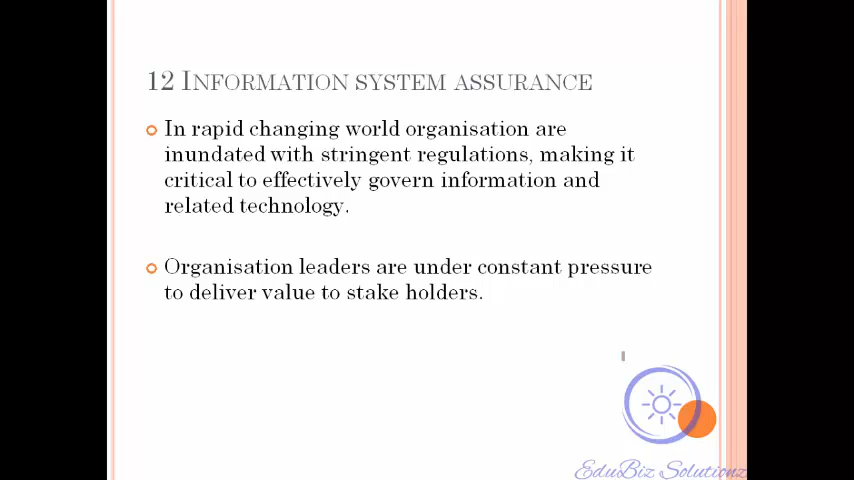 12 INFORMATION SYSTEM ASSURANCE
In rapid changing world organisation are
inundated with stringent regulations, making it
critical to effectively govern information and
related technology.
Organisation leaders are under constant pressure
to deliver value to stake holders.
EduBiz Solutionz